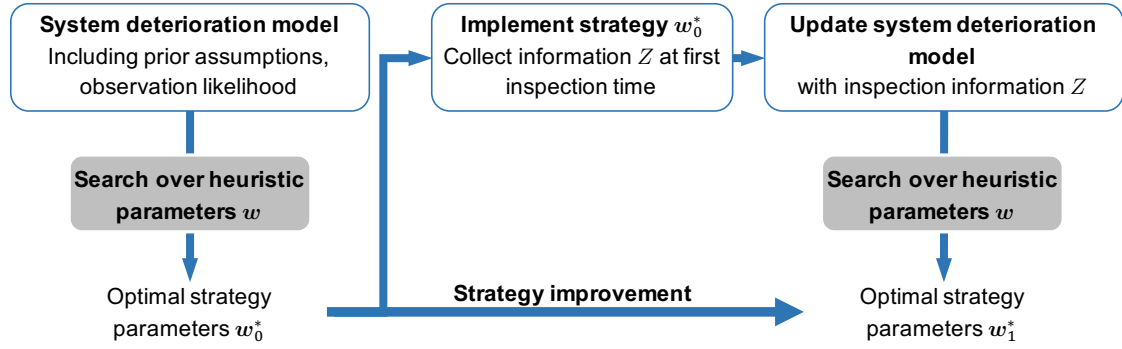 System deterioration model
Including prior assumptions,
observation likelihood
Implement strategy w₀*
Collect information Z at first
inspection time
Update system deterioration
model
with inspection information Z
Search over heuristic
parameters w
Search over heuristic
parameters w
Optimal strategy
parameters w₀*
Strategy improvement
Optimal strategy
parameters w₁*